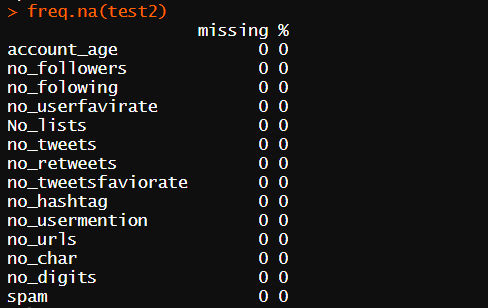 > freq.na(test2)
missing %
account_age 0 0
no_followers 0 0
no_folowing 0 0
no_userfavirate 0 0
No_lists 0 0
no_tweets 0 0
no_retweets 0 0
no_tweetsfaviorate 0 0
no_hashtag 0 0
no_usermention 0 0
no_urls 0 0
no_char 0 0
no_digits 0 0
spam 0 0